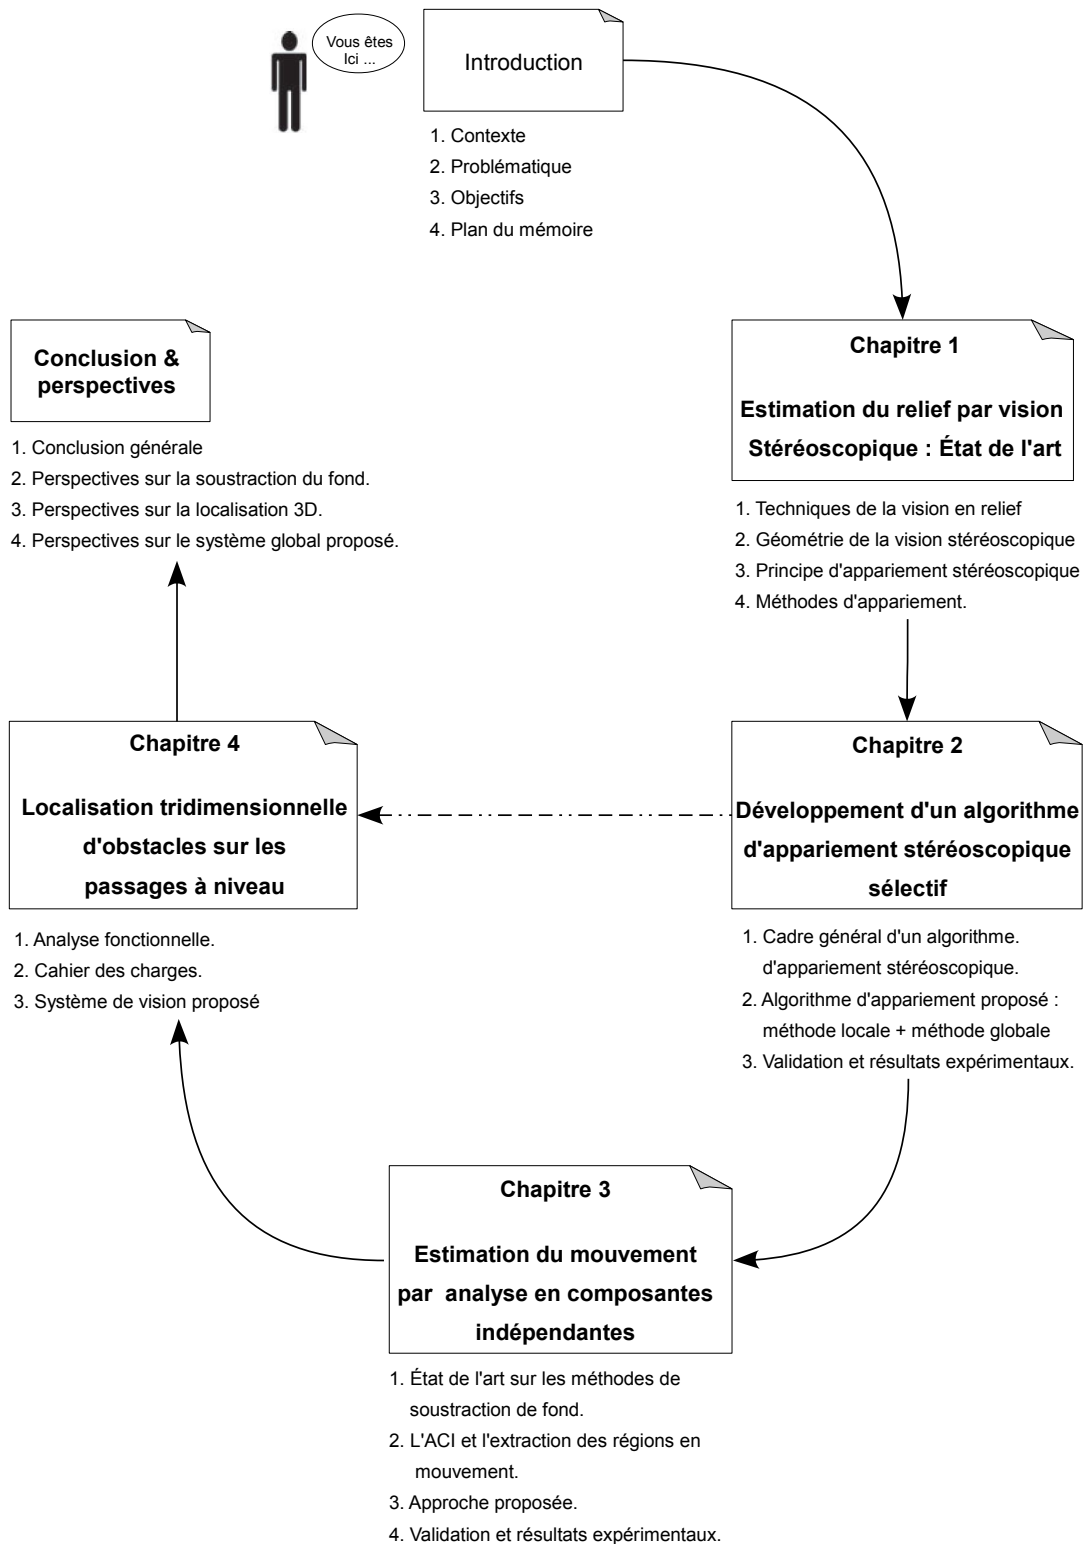 Vous êtes
Ici ...
Introduction
1. Contexte
2. Problématique
3. Objectifs
4. Plan du mémoire
Chapitre 1
Estimation du relief par vision
Stéréoscopique : État de l'art
1. Techniques de la vision en relief
2. Géométrie de la vision stéréoscopique
3. Principe d'appariement stéréoscopique
4. Méthodes d'appariement.
Chapitre 2
Développement d'un algorithme
d'appariement stéréoscopique
sélectif
1. Cadre général d'un algorithme.
d'appariement stéréoscopique.
2. Algorithme d'appariement proposé :
méthode locale + méthode globale
3. Validation et résultats expérimentaux.
Chapitre 3
Estimation du mouvement
par analyse en composantes
indépendantes
1. État de l'art sur les méthodes de
soustraction de fond.
2. L'ACI et l'extraction des régions en
mouvement.
3. Approche proposée.
4. Validation et résultats expérimentaux.
Chapitre 4
Localisation tridimensionnelle
d'obstacles sur les
passages à niveau
1. Analyse fonctionnelle.
2. Cahier des charges.
3. Système de vision proposé
Conclusion &
perspectives
1. Conclusion générale
2. Perspectives sur la soustraction du fond.
3. Perspectives sur la localisation 3D.
4. Perspectives sur le système global proposé.